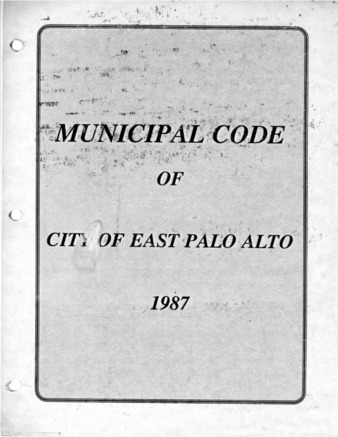 MUNICIPAL CODE
OF
CITY OF EAST PALO ALTO
1987